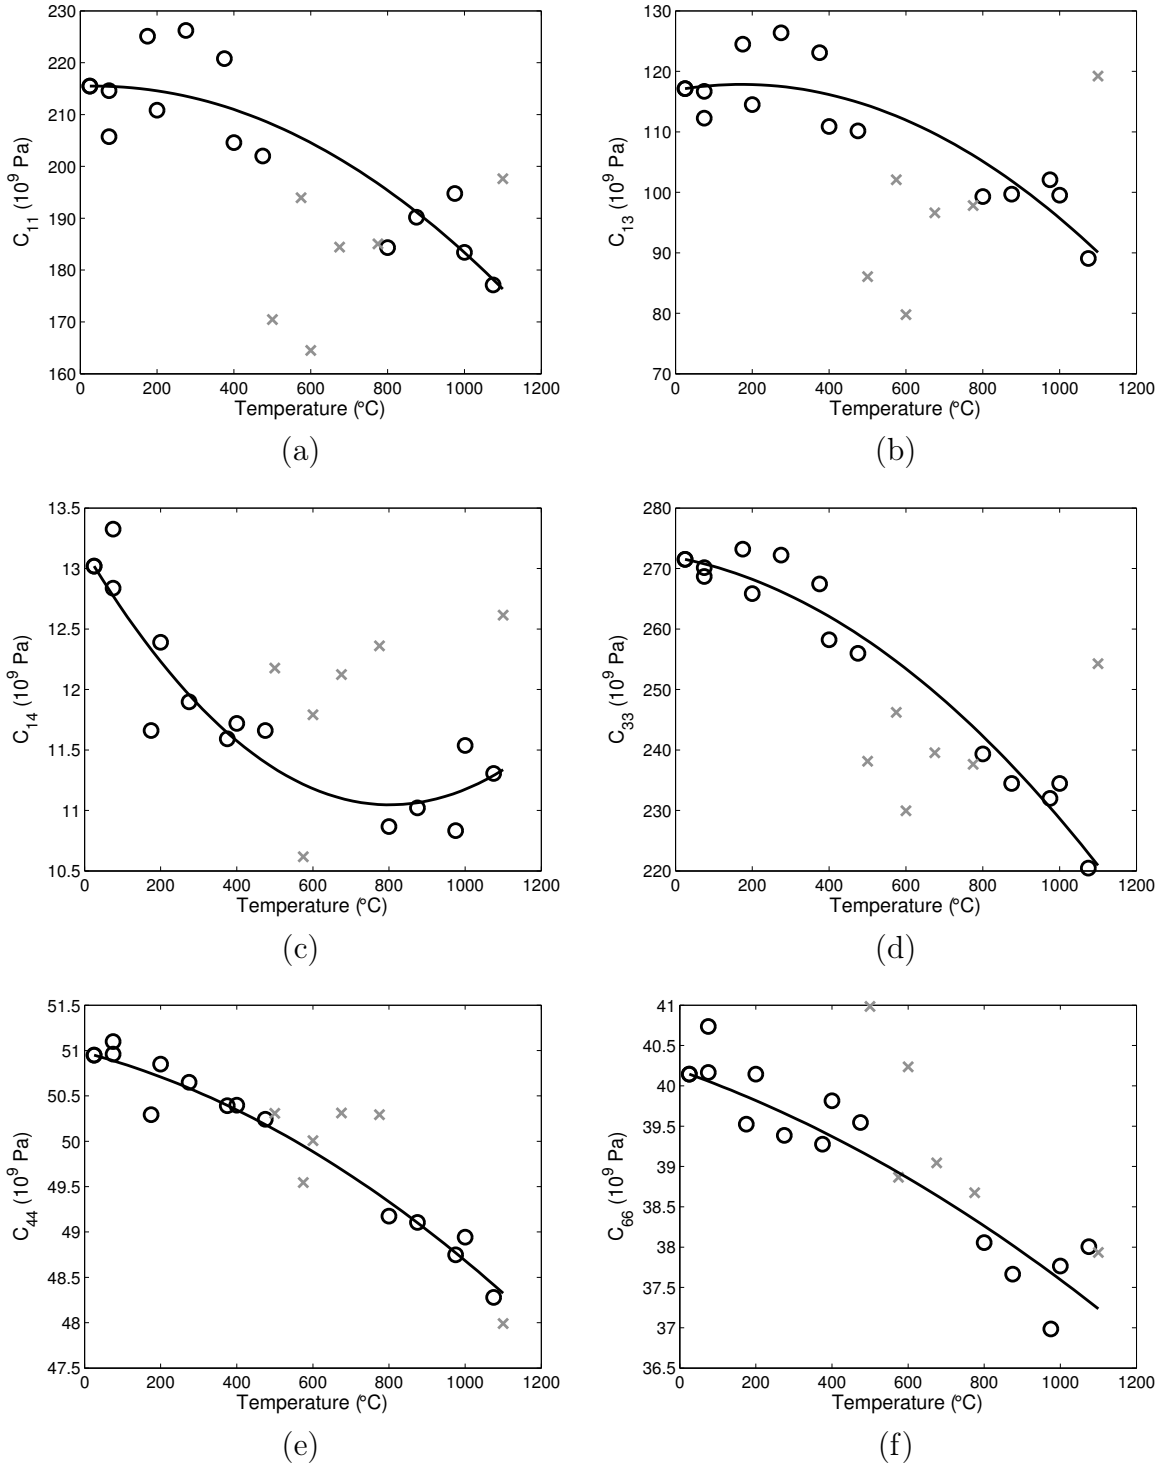 230
220
210
200
190
180
170
160
C11 (10^9 Pa)
0 200 400 600 800 1000 1200
Temperature (°C)
(a)
130
120
110
100
90
80
70
C13 (10^9 Pa)
0 200 400 600 800 1000 1200
Temperature (°C)
(b)
13.5
13
12.5
12
11.5
11
10.5
C14 (10^9 Pa)
0 200 400 600 800 1000 1200
Temperature (°C)
(c)
280
270
260
250
240
230
220
C33 (10^9 Pa)
0 200 400 600 800 1000 1200
Temperature (°C)
(d)
51.5
51
50.5
50
49.5
49
48.5
48
47.5
C44 (10^9 Pa)
0 200 400 600 800 1000 1200
Temperature (°C)
(e)
41
40.5
40
39.5
39
38.5
38
37.5
37
36.5
C66 (10^9 Pa)
0 200 400 600 800 1000 1200
Temperature (°C)
(f)